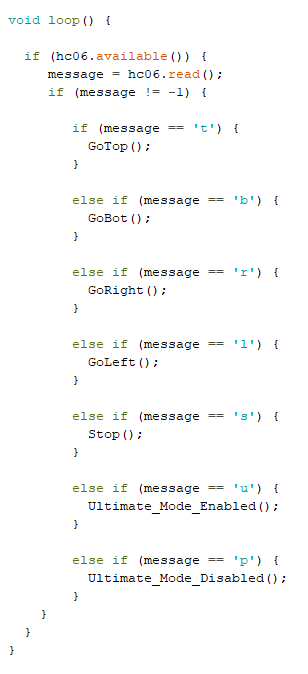 void loop() {
if (hc06.available()) {
message = hc06.read();
if (message != -1) {
if (message == 't') {
GoTop();
}
else if (message == 'b') {
GoBot();
}
else if (message == 'r') {
GoRight();
}
else if (message == 'l') {
GoLeft();
}
else if (message == 's') {
Stop();
}
else if (message == 'u') {
Ultimate_Mode_Enabled();
}
else if (message == 'p') {
Ultimate_Mode_Disabled();
}
}
}
}